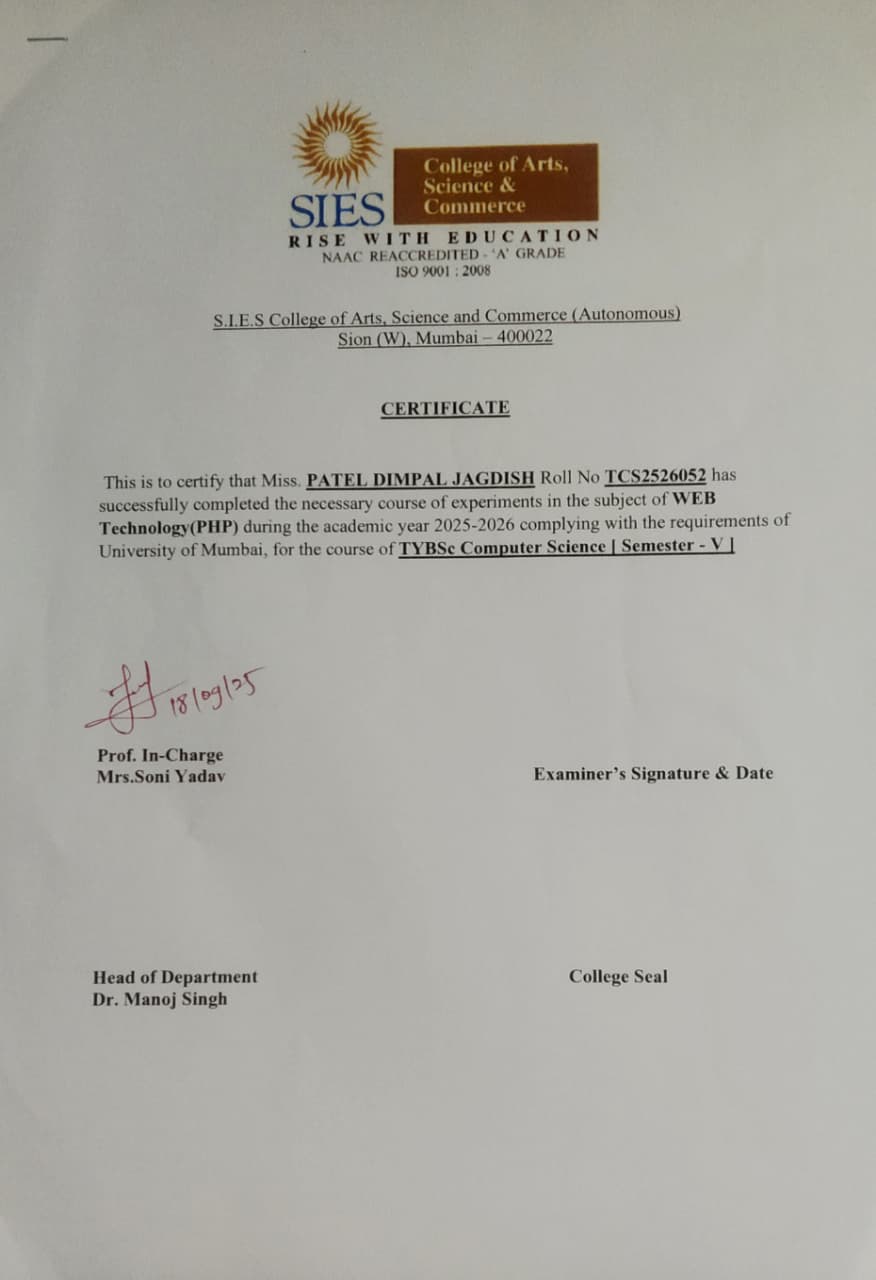 SIES
College of Arts,
Science &
Commerce
RISE WITH EDUCATION
NAAC REACCREDITED - 'A' GRADE
ISO 9001 : 2008
S.I.E.S College of Arts, Science and Commerce (Autonomous)
Sion (W), Mumbai – 400022
CERTIFICATE
This is to certify that Miss. PATEL DIMPAL JAGDISH Roll No TCS2526052 has
successfully completed the necessary course of experiments in the subject of WEB
Technology(PHP) during the academic year 2025-2026 complying with the requirements of
University of Mumbai, for the course of TYBSc Computer Science | Semester - V |
18/09/25
Prof. In-Charge
Mrs.Soni Yadav
Examiner's Signature & Date
Head of Department
Dr. Manoj Singh
College Seal